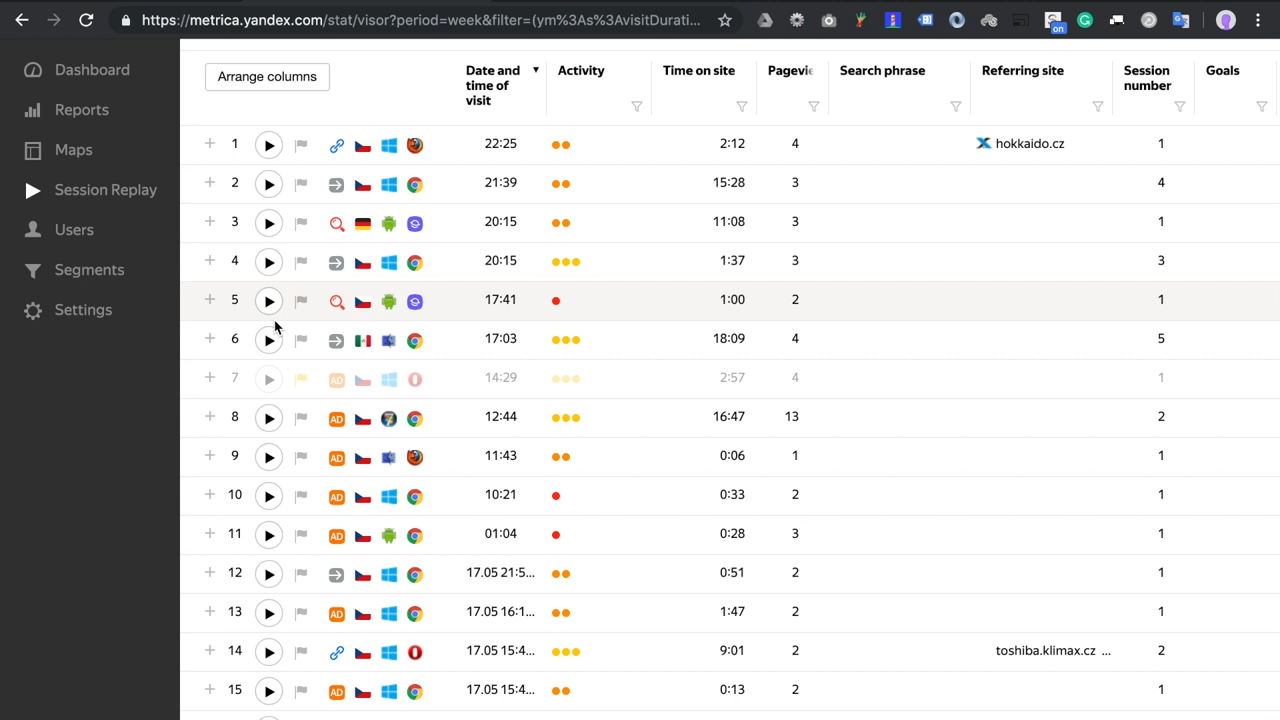 https://metrica.yandex.com/stat/visor?period=week&filter=(ym%3As%3AvisitDurati...
on
Dashboard
Reports
Maps
Session Replay
Users
Segments
Settings
Arrange columns
Date and time of visit ▼ Activity Time on site Pagevie Search phrase Referring site Session number Goals
+ 1 22:25 2:12 4 hokkaido.cz 1
+ 2 21:39 15:28 3 4
+ 3 20:15 11:08 3 1
+ 4 20:15 1:37 3 3
+ 5 17:41 1:00 2 1
+ 6 17:03 18:09 4 5
+ 7 AD 14:29 2:57 4 1
+ 8 AD 12:44 16:47 13 2
+ 9 AD 11:43 0:06 1 1
+ 10 AD 10:21 0:33 2 1
+ 11 AD 01:04 0:28 3 1
+ 12 17.05 21:5... 0:51 2 1
+ 13 AD 17.05 16:1... 1:47 2 1
+ 14 17.05 15:4... 9:01 2 toshiba.klimax.cz ... 2
+ 15 AD 17.05 15:4... 0:13 2 1